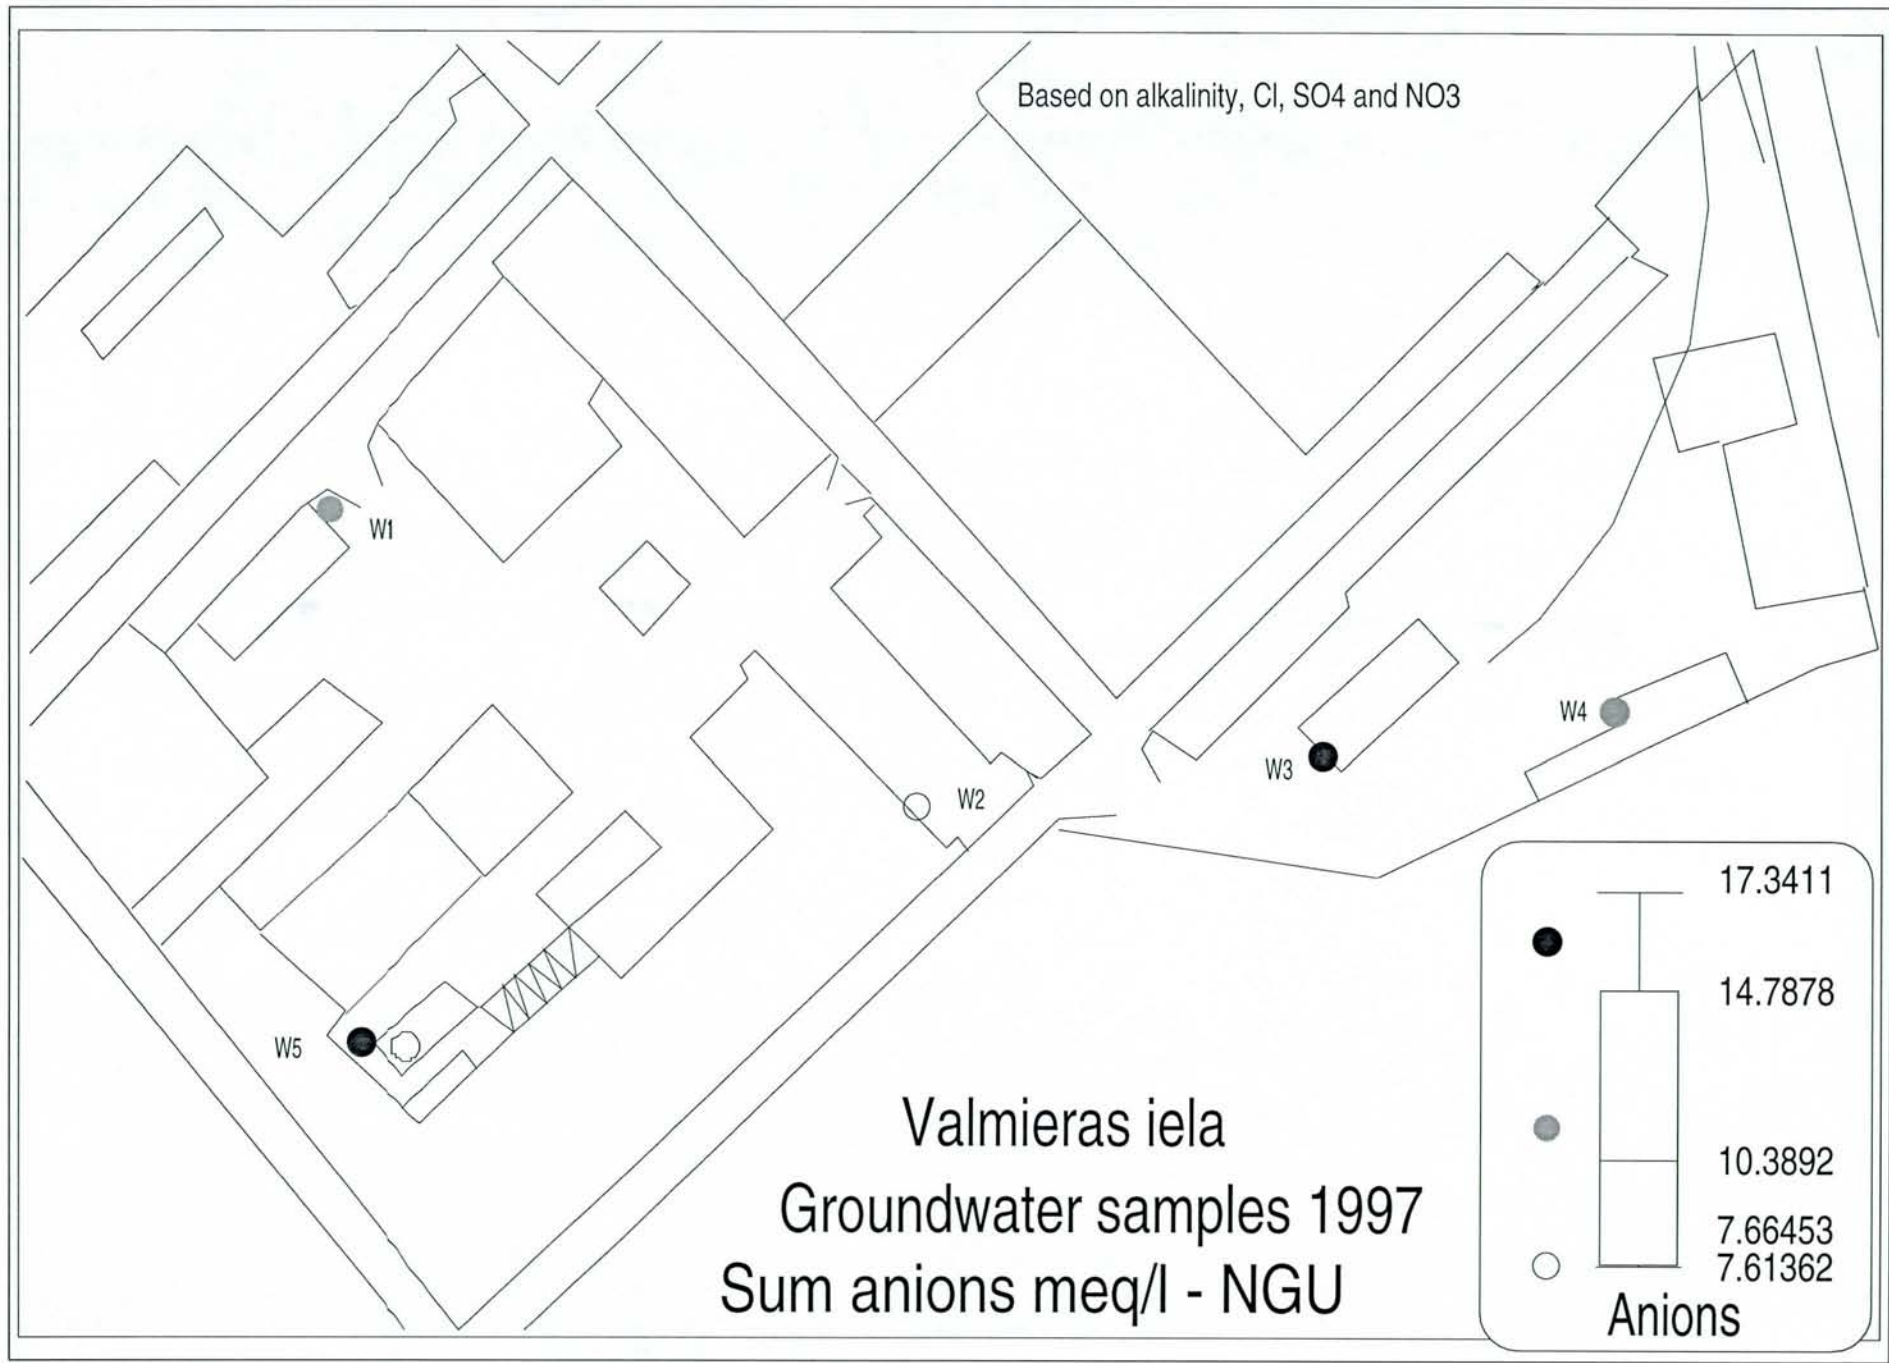 Based on alkalinity, Cl, SO4 and NO3
W1
W4
W3
W2
W5
17.3411
14.7878
10.3892
7.66453
7.61362
Anions
Valmieras iela
Groundwater samples 1997
Sum anions meq/l - NGU